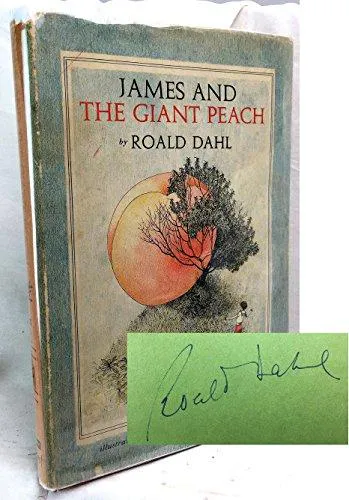 JAMES AND
THE GIANT PEACH
by ROALD DAHL
Roald Dahl